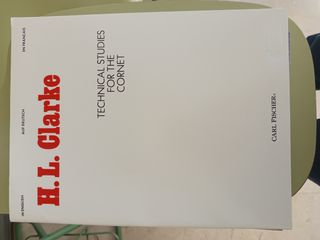 IN ENGLISH AUF DEUTSCH EN FRANÇAIS
H. L. Clarke
TECHNICAL STUDIES
FOR THE
CORNET
CARL FISCHER®